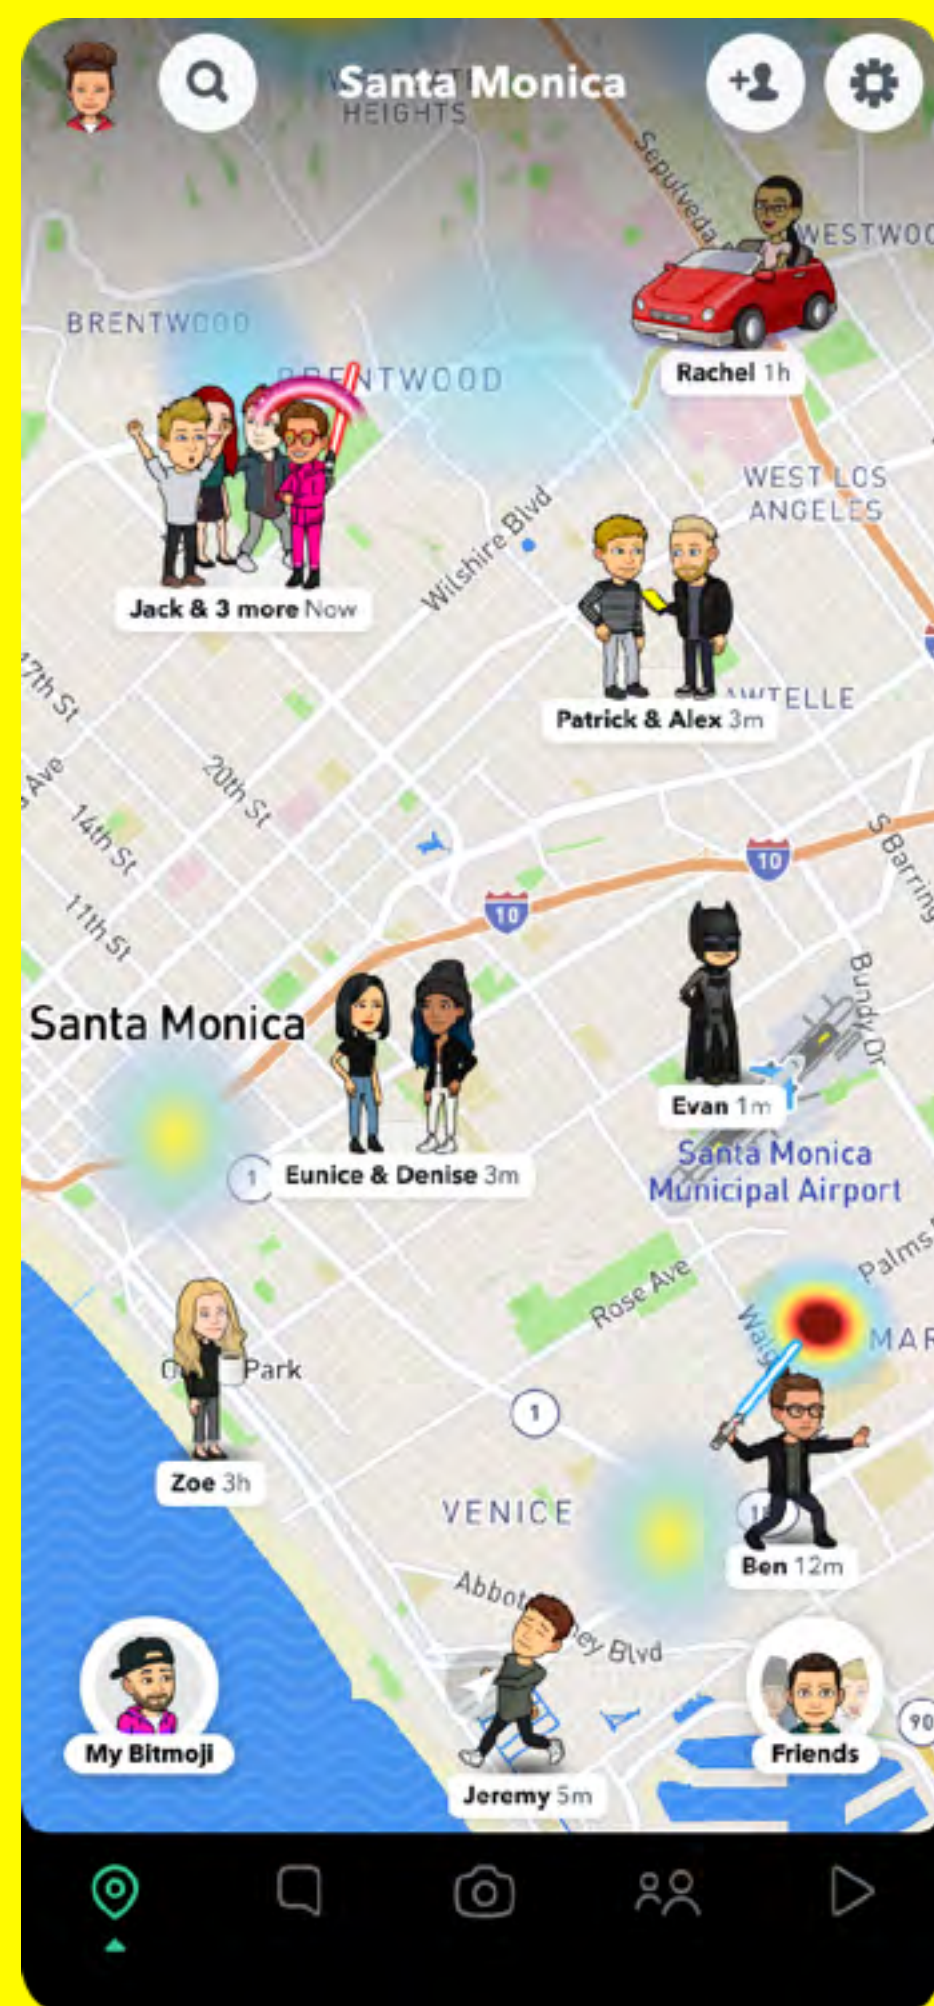 Santa Monica
HEIGHTS
Sepulveda
WESTWOO
BRENTWOOD
BRENTWOOD
Rachel 1h
WEST LOS
ANGELES
Wilshire Blvd
Jack & 3 more Now
17th St
Patrick & Alex 3m
WTELLE
Ave
20th St
14th St
10
S Barring
11th St
10
Bundy Dr
Santa Monica
Evan 1m
Santa Monica
Municipal Airport
1
Eunice & Denise 3m
Palms
Rose Ave
MAR
Park
1
Zoe 3h
VENICE
Ben 12m
Abbot
ney Blvd
90
My Bitmoji
Friends
Jeremy 5m